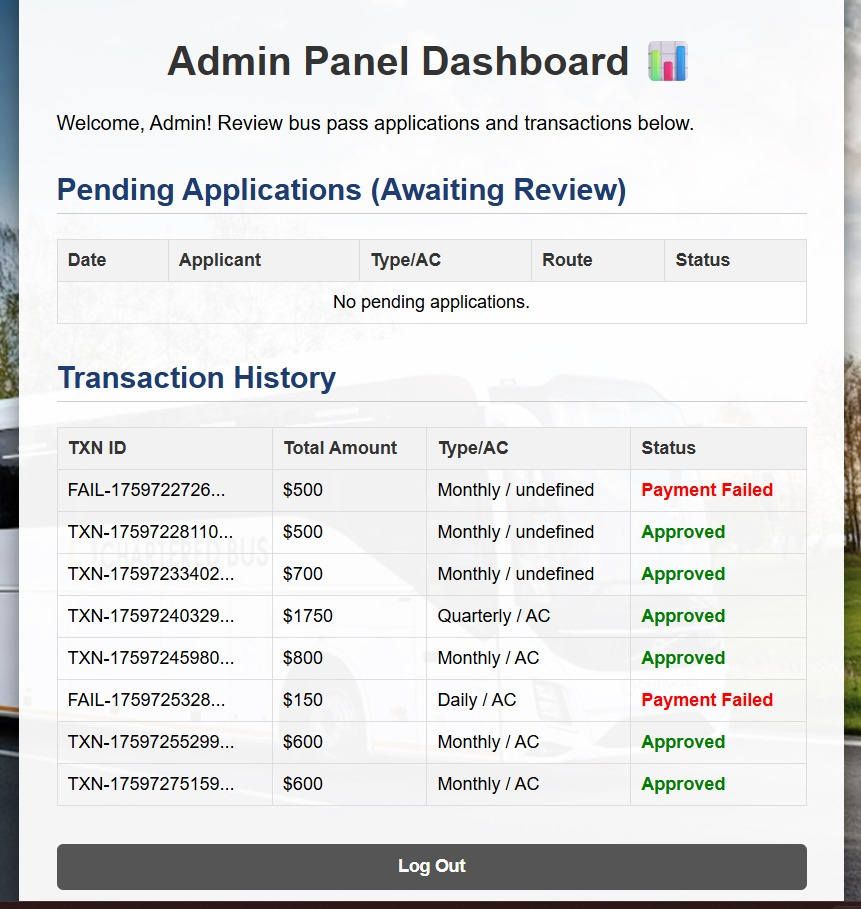 Admin Panel Dashboard
Welcome, Admin! Review bus pass applications and transactions below.
Pending Applications (Awaiting Review)
Date Applicant Type/AC Route Status
No pending applications.
Transaction History
TXN ID Total Amount Type/AC Status
FAIL-1759722726... $500 Monthly / undefined Payment Failed
TXN-17597228110... $500 Monthly / undefined Approved
CHARTERED BUS
TXN-17597233402... $700 Monthly / undefined Approved
TXN-17597240329... $1750 Quarterly / AC Approved
TXN-17597245980... $800 Monthly / AC Approved
FAIL-1759725328... $150 Daily / AC Payment Failed
TXN-17597255299... $600 Monthly / AC Approved
TXN-17597275159... $600 Monthly / AC Approved
Log Out